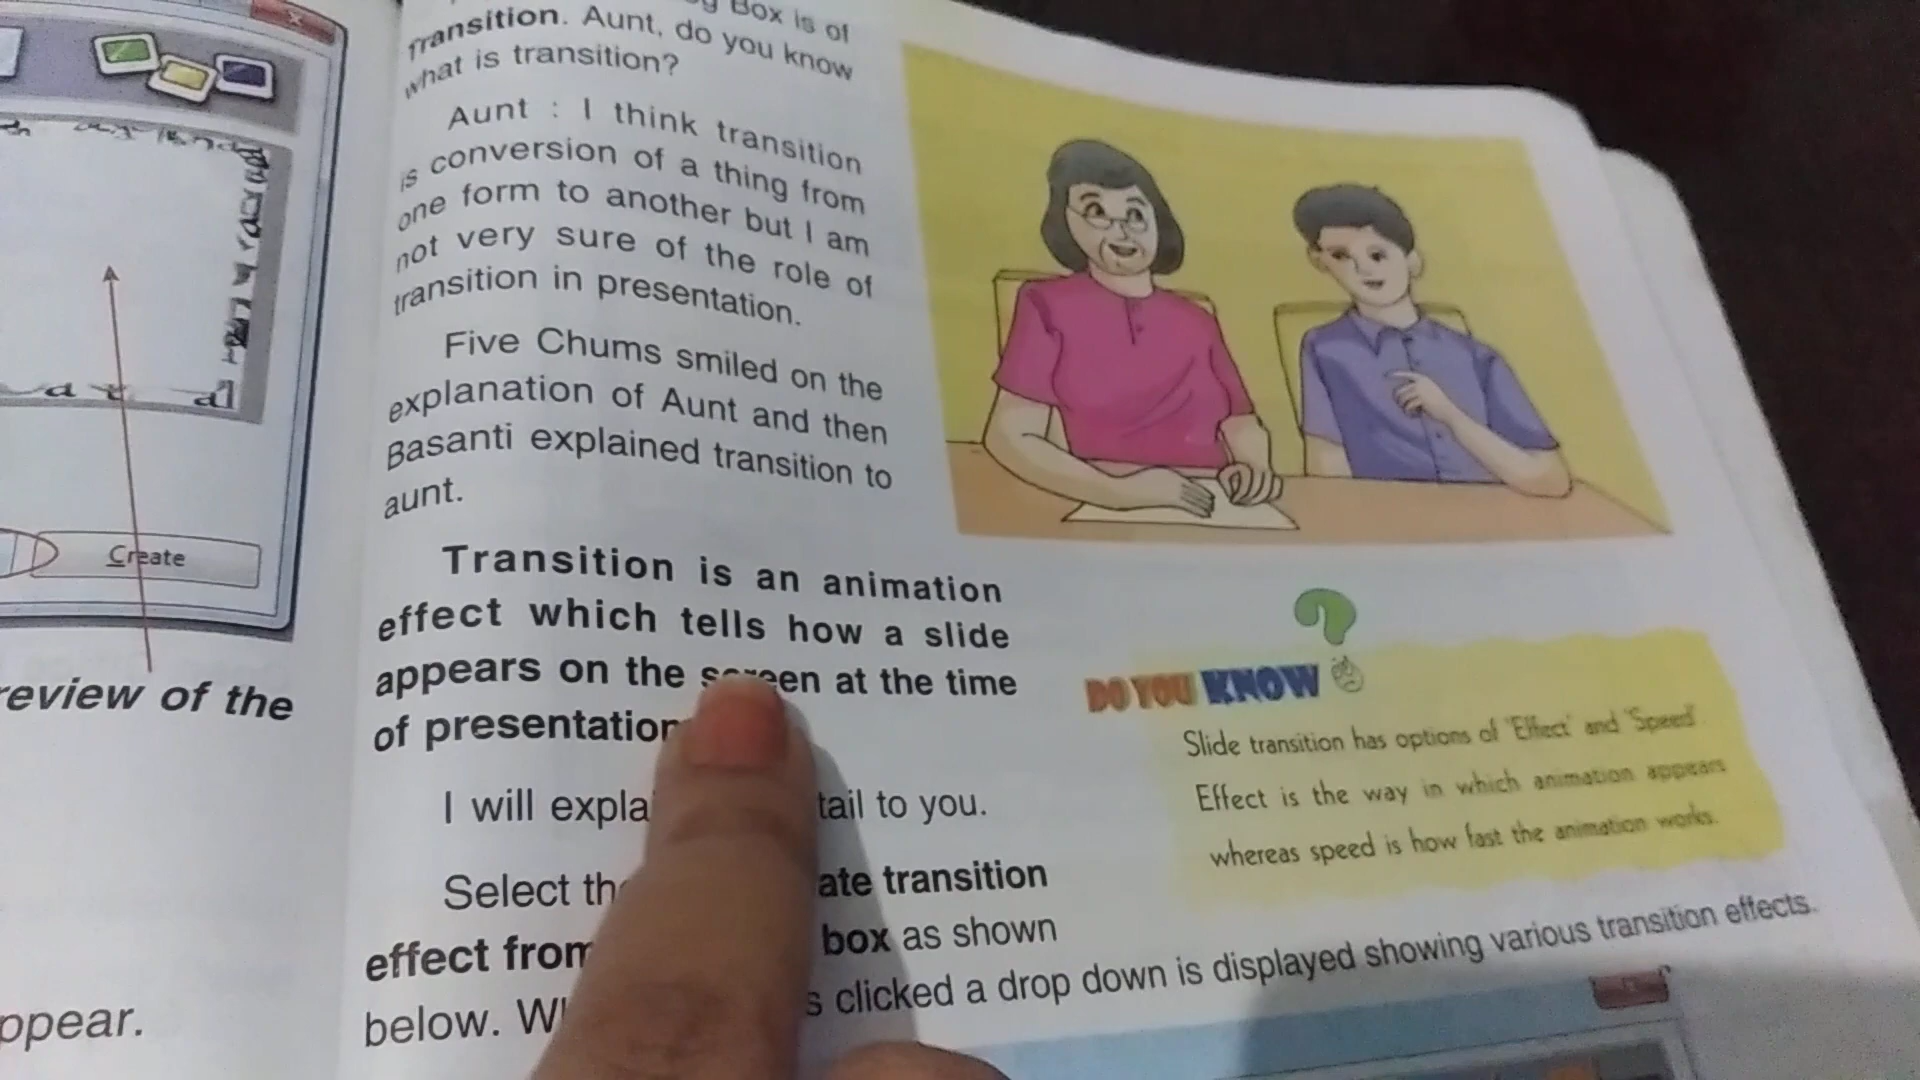 Create
review of the
ppear.
Box is of
Transition. Aunt, do you know
what is transition?
Aunt : I think transition
is conversion of a thing from
one form to another but I am
not very sure of the role of
transition in presentation.
Five Chums smiled on the
explanation of Aunt and then
Basanti explained transition to
aunt.
Transition is an animation
effect which tells how a slide
appears on the screen at the time
of presentation
I will expla tail to you.
Select th ate transition
effect from box as shown
below. W s clicked a drop down is displayed showing various transition effects.
?
DO YOU KNOW
Slide transition has options of 'Effect' and 'Speed'.
Effect is the way in which animation appears
whereas speed is how fast the animation works.